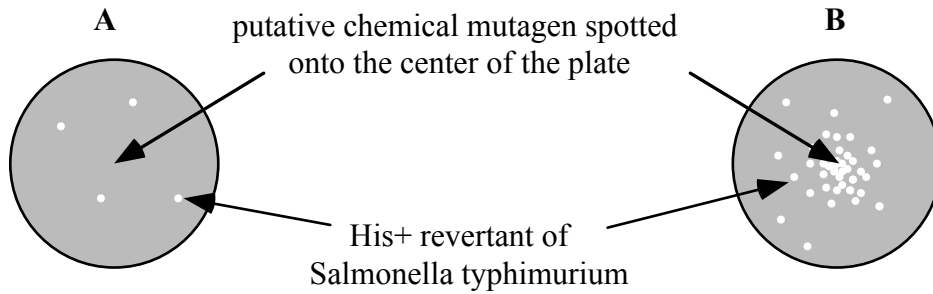 A
putative chemical mutagen spotted
onto the center of the plate
B
His+ revertant of
Salmonella typhimurium